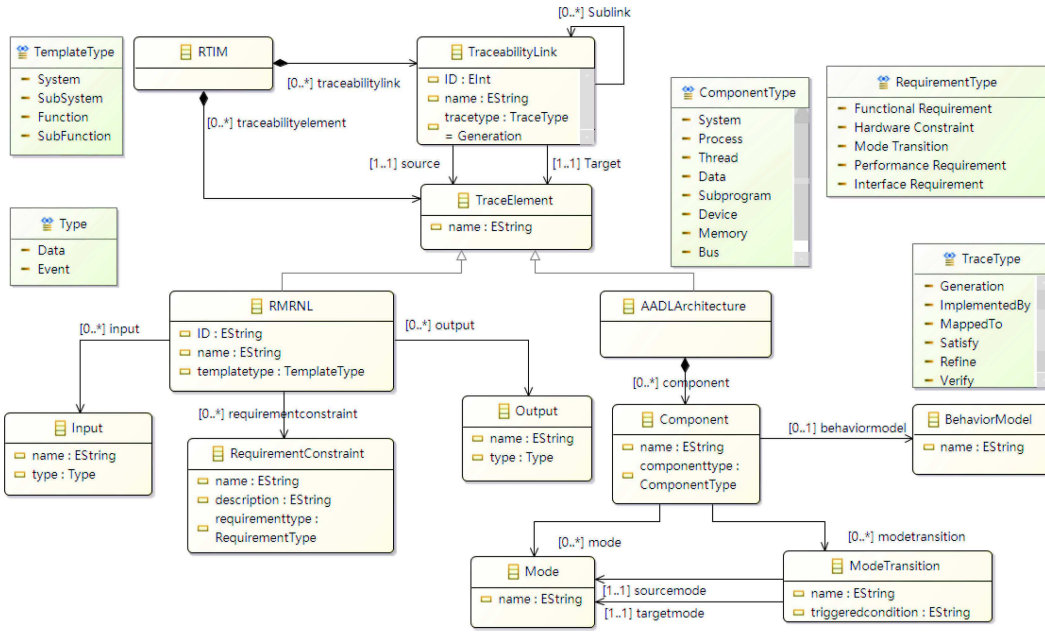 [0..*] Sublink
TemplateType
System
SubSystem
Function
SubFunction
RTIM
[0..*] traceabilitylink
[0..*] traceabilityelement
TraceabilityLink
ID : EInt
name : EString
tracetype : TraceType
= Generation
[1..1] source
[1..1] Target
ComponentType
System
Process
Thread
Data
Subprogram
Device
Memory
Bus
RequirementType
Functional Requirement
Hardware Constraint
Mode Transition
Performance Requirement
Interface Requirement
TraceElement
name : EString
Type
Data
Event
TraceType
Generation
ImplementedBy
MappedTo
Satisfy
Refine
Verify
RMRNL
ID : EString
name : EString
templatetype : TemplateType
[0..*] input
[0..*] output
[0..*] requirementconstraint
AADLArchitecture
[0..*] component
Input
name : EString
type : Type
RequirementConstraint
name : EString
description : EString
requirementtype :
RequirementType
Output
name : EString
type : Type
Component
name : EString
componenttype :
ComponentType
[0..1] behaviormodel
BehaviorModel
name : EString
[0..*] mode
[0..*] modetransition
Mode
name : EString
[1..1] sourcemode
[1..1] targetmode
ModeTransition
name : EString
triggeredcondition : EString